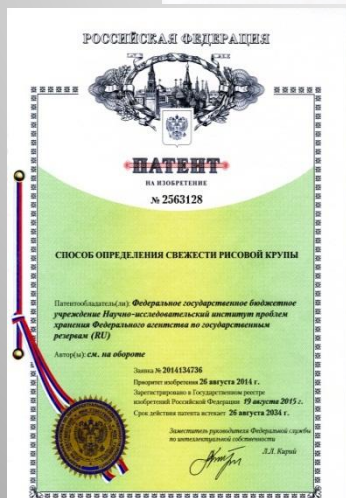 РОССИЙСКАЯ ФЕДЕРАЦИЯ
ПАТЕНТ
НА ИЗОБРЕТЕНИЕ
№ 2563128
СПОСОБ ОПРЕДЕЛЕНИЯ СВЕЖЕСТИ РИСОВОЙ КРУПЫ
Патентообладатель(ли): Федеральное государственное бюджетное
учреждение Научно-исследовательский институт проблем
хранения Федерального агентства по государственным
резервам (RU)
Автор(ы): см. на обороте
Заявка № 2014134736
Приоритет изобретения 26 августа 2014 г.
Зарегистрировано в Государственном реестре
изобретений Российской Федерации 19 августа 2015 г.
Срок действия патента истекает 26 августа 2034 г.
Заместитель руководителя Федеральной службы
по интеллектуальной собственности
Л.Л. Кирий